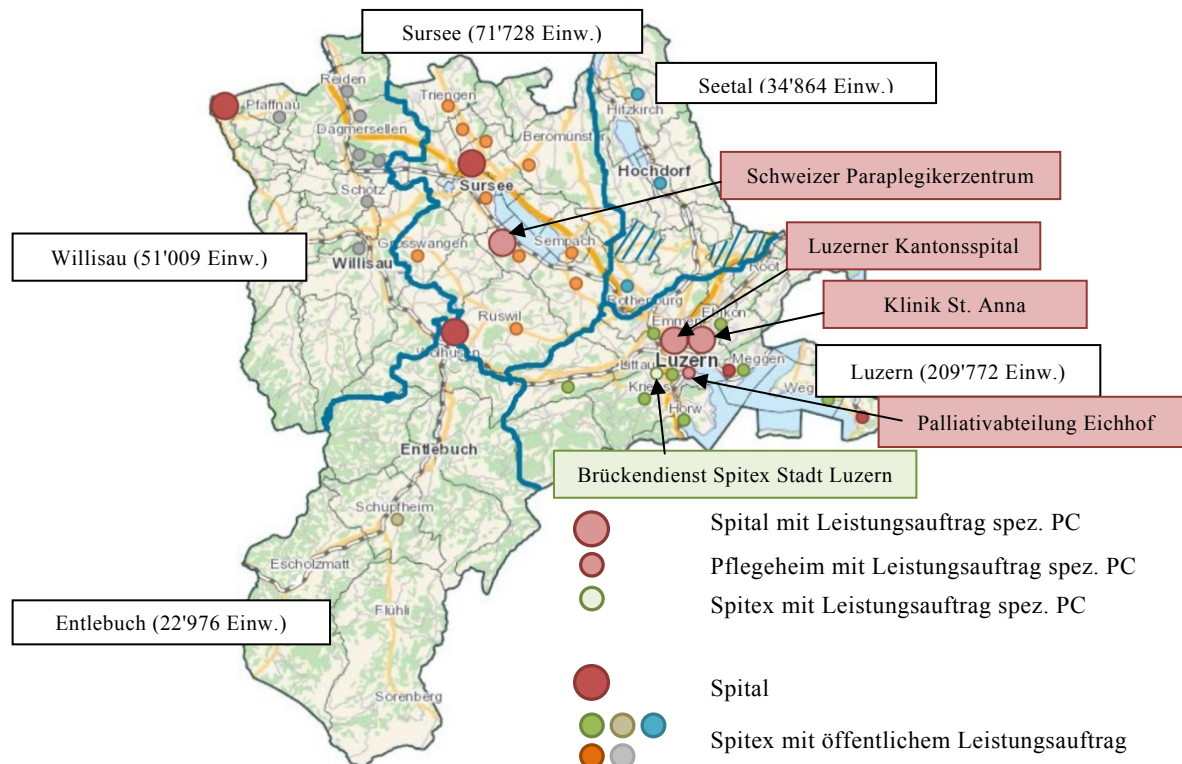 Sursee (71'728 Einw.)
Seetal (34'864 Einw.)
Reiden
Pfaffnau
Triengen
Hitzkirch
Dagmersellen
Beromünster
Hochdorf
Sursee
Schweizer Paraplegikerzentrum
Schötz
Willisau (51'009 Einw.)
Grosswangen
Sempach
Luzerner Kantonsspital
Willisau
Root
Rothenburg
Klinik St. Anna
Ruswil
Emmen
Ebikon
Wolhusen
Littau
Luzern
Meggen
Luzern (209'772 Einw.)
Kriens
Weg
Horw
Palliativabteilung Eichhof
Entlebuch
Brückendienst Spitex Stadt Luzern
Schüpfheim
Spital mit Leistungsauftrag spez. PC
Escholzmatt
Pflegeheim mit Leistungsauftrag spez. PC
Spitex mit Leistungsauftrag spez. PC
Flühli
Entlebuch (22'976 Einw.)
Sörenberg
Spital
Spitex mit öffentlichem Leistungsauftrag